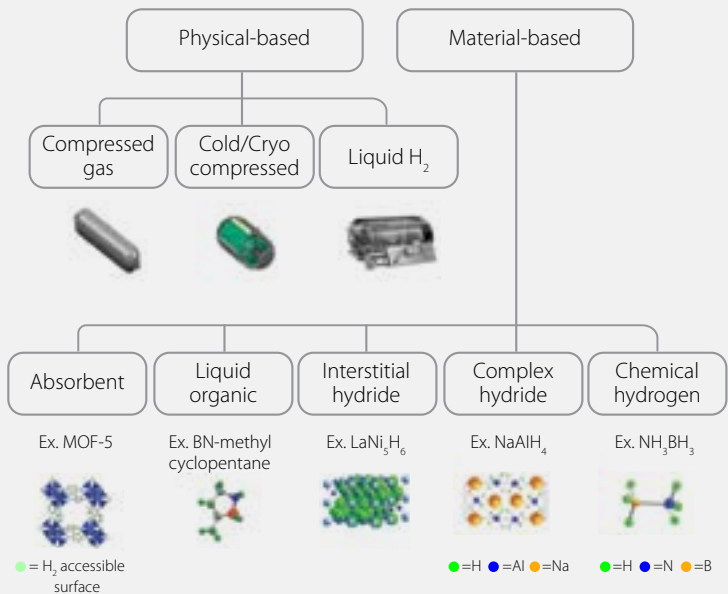 Physical-based
Material-based
Compressed
gas
Cold/Cryo
compressed
Liquid H₂
Absorbent
Liquid
organic
Interstitial
hydride
Complex
hydride
Chemical
hydrogen
Ex. MOF-5
Ex. BN-methyl
cyclopentane
Ex. LaNi₅H₆
Ex. NaAlH₄
Ex. NH₃BH₃
= H₂ accessible
surface
=H =Al =Na
=H =N =B